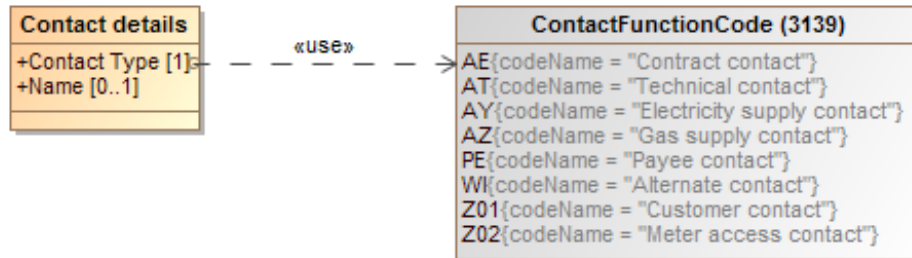 Contact details
+Contact Type [1]
+Name [0..1]
«use»
ContactFunctionCode (3139)
AE{codeName = "Contract contact"}
AT{codeName = "Technical contact"}
AY{codeName = "Electricity supply contact"}
AZ{codeName = "Gas supply contact"}
PE{codeName = "Payee contact"}
WI{codeName = "Alternate contact"}
Z01{codeName = "Customer contact"}
Z02{codeName = "Meter access contact"}